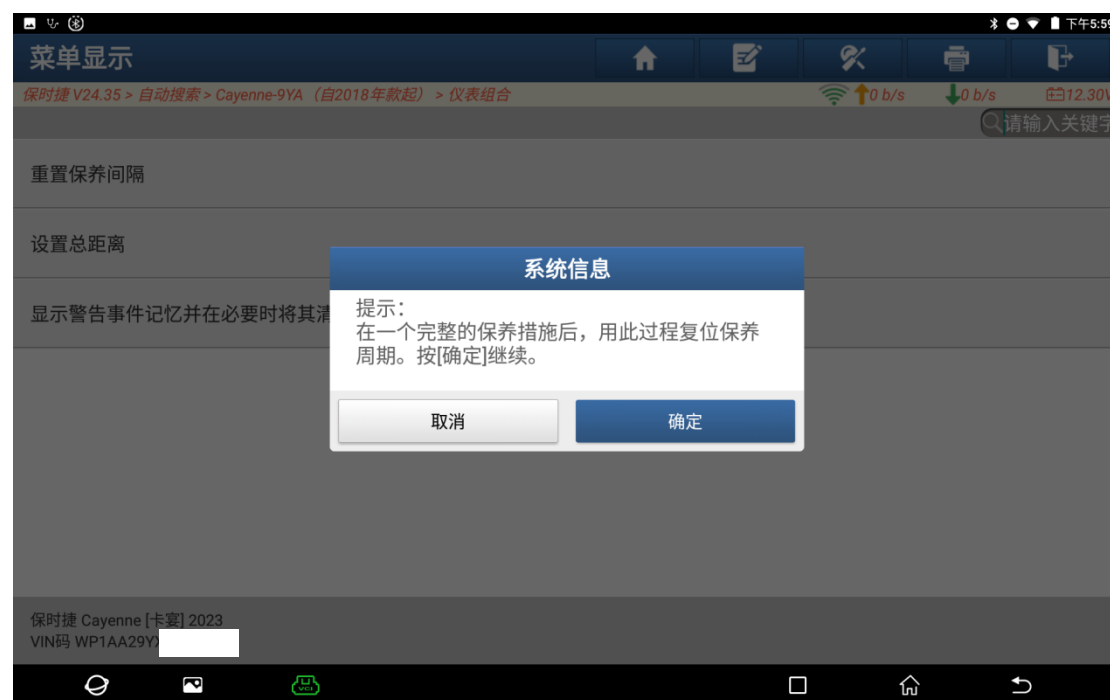 下午5:59
菜单显示
保时捷 V24.35 > 自动搜索 > Cayenne-9YA（自2018年款起）> 仪表组合
0 b/s
0 b/s
12.30V
请输入关键字
重置保养间隔
设置总距离
显示警告事件记忆并在必要时将其清
系统信息
提示：
在一个完整的保养措施后，用此过程复位保养
周期。按[确定]继续。
取消
确定
保时捷 Cayenne [卡宴] 2023
VIN码 WP1AA29Y
VCI